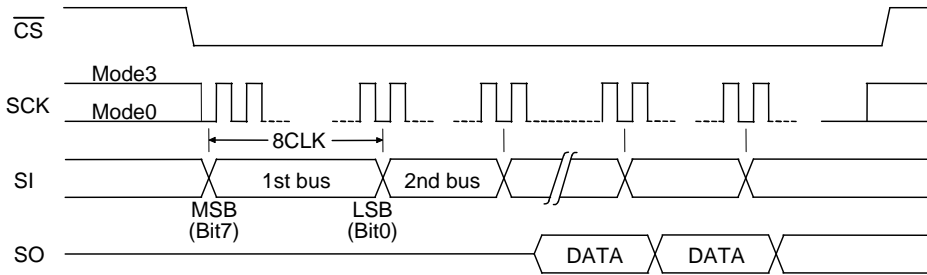 CS
Mode3
SCK
Mode0
8CLK
SI
1st bus
2nd bus
MSB
(Bit7)
LSB
(Bit0)
SO
DATA
DATA